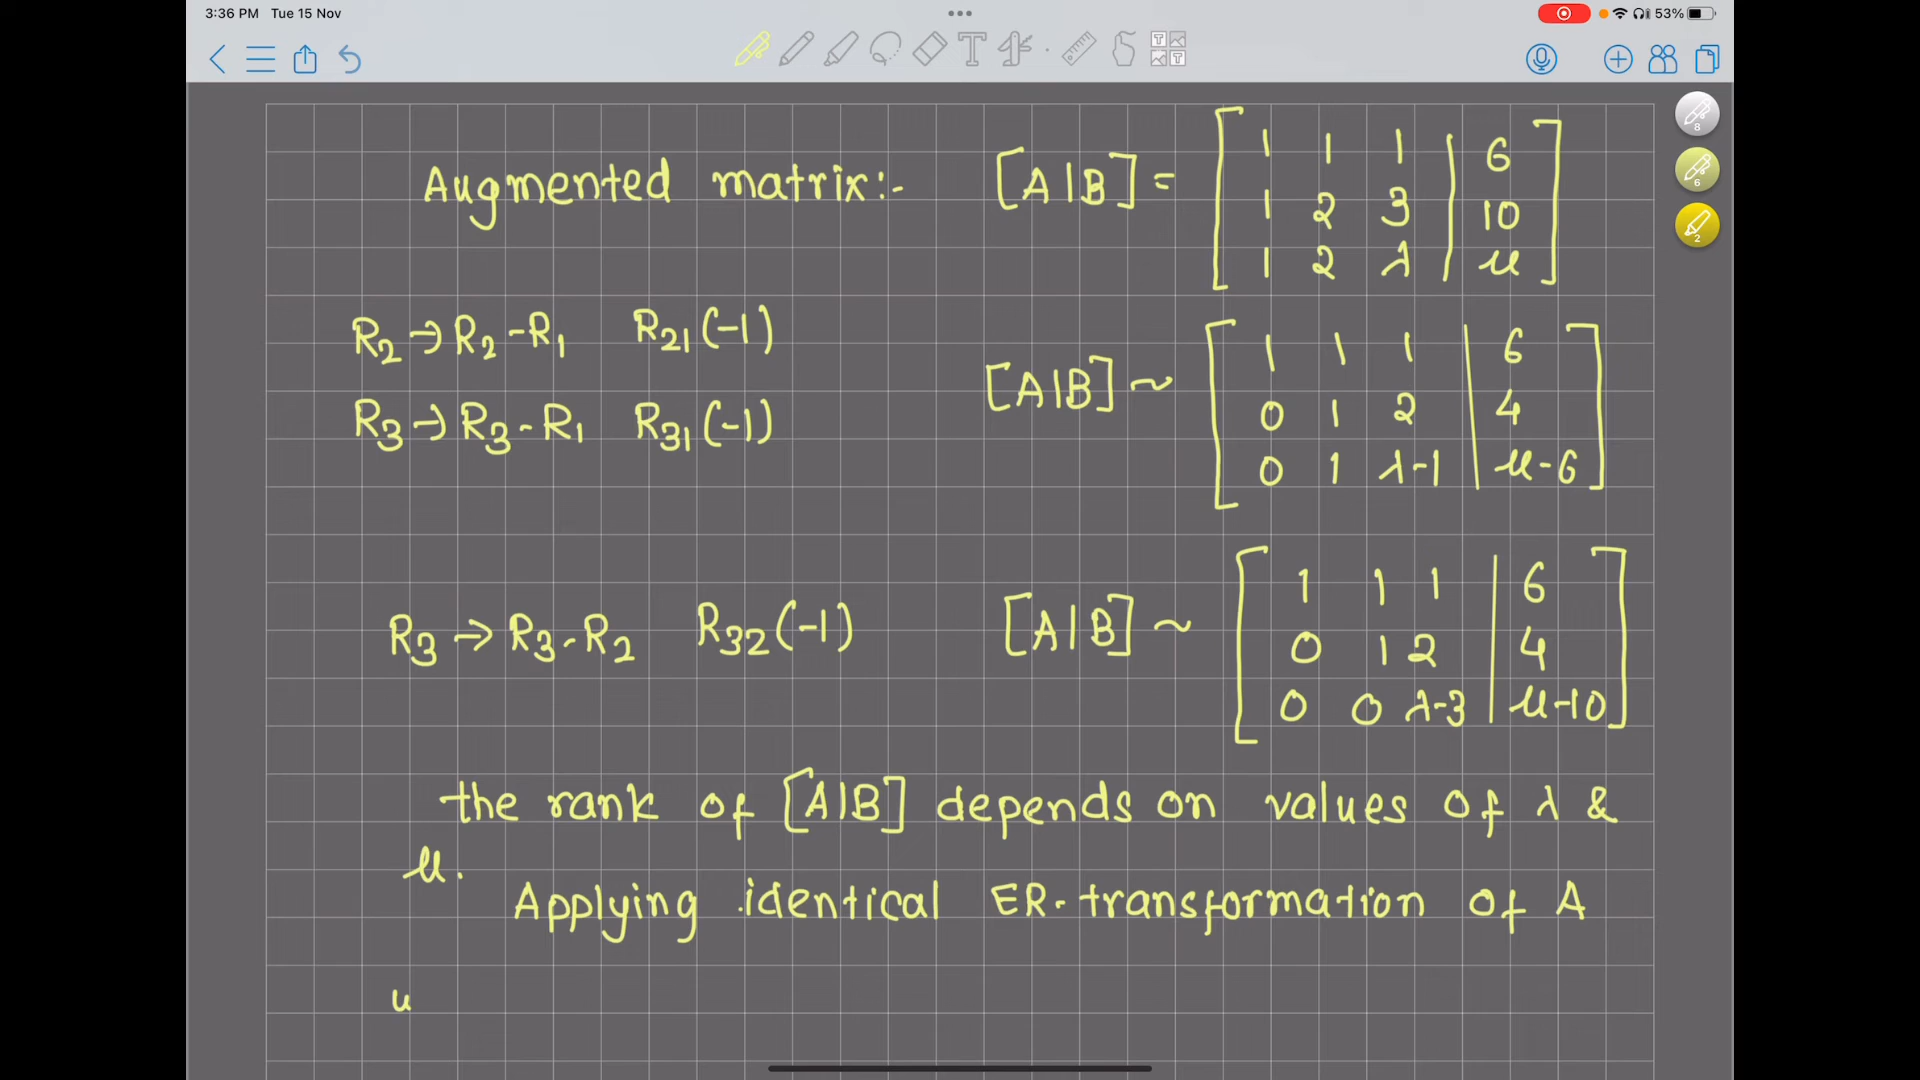 3:36 PM Tue 15 Nov
53%
8
6
2
Augmented matrix:- [A|B] = [ 1 1 1 | 6
1 2 3 | 10
1 2 λ | μ ]
R2 → R2 - R1 R21(-1)
R3 → R3 - R1 R31(-1)
[A|B] ~ [ 1 1 1 | 6
0 1 2 | 4
0 1 λ-1 | μ-6 ]
R3 → R3 - R2 R32(-1) [A|B] ~ [ 1 1 1 | 6
0 1 2 | 4
0 0 λ-3 | μ-10 ]
the rank of [A|B] depends on values of λ &
μ.
Applying identical ER-transformation of A
u